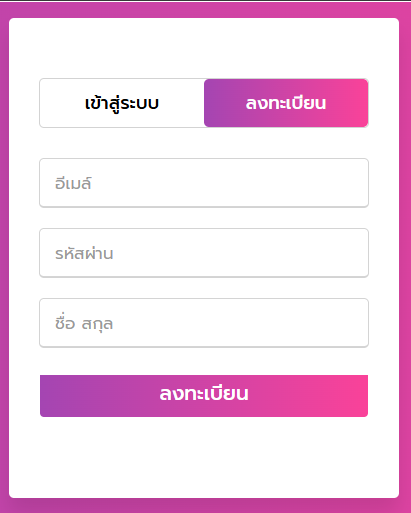 เข้าสู่ระบบ ลงทะเบียน
อีเมล์
รหัสผ่าน
ชื่อ สกุล
ลงทะเบียน